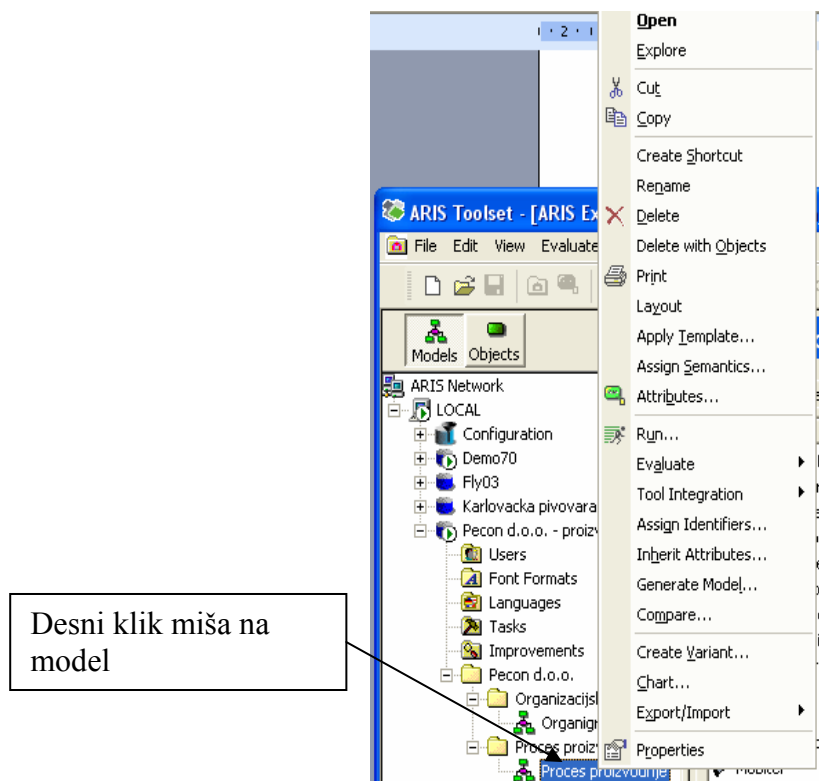 · 2 ·
Open
Explore
Cut
Copy
Create Shortcut
Rename
Delete
Delete with Objects
Print
Layout
Apply Template...
Assign Semantics...
Attributes...
Run...
Evaluate
Tool Integration
Assign Identifiers...
Inherit Attributes...
Generate Model...
Compare...
Create Variant...
Chart...
Export/Import
Properties
ARIS Toolset - [ARIS Ex
File Edit View Evaluate
Models Objects
ARIS Network
LOCAL
Configuration
Demo70
Fly03
Karlovacka pivovara
Pecon d.o.o. - proizv
Users
Font Formats
Languages
Tasks
Improvements
Pecon d.o.o.
Organizacijsl
Organigr
Proces proizv
Proces proizvodnje
Desni klik miša na
model